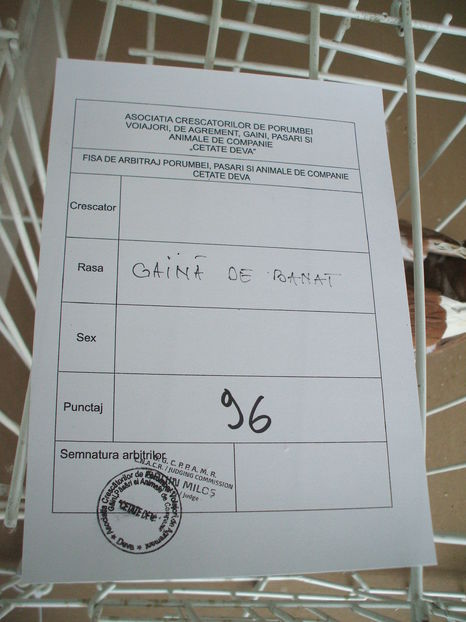 ASOCIATIA CRESCATORILOR DE PORUMBEI
VOIAJORI, DE AGREMENT, GAINI, PASARI SI
ANIMALE DE COMPANIE
„CETATE DEVA”
FISA DE ARBITRAJ PORUMBEI, PASARI SI ANIMALE DE COMPANIE
CETATE DEVA
Crescator
Rasa GAINĂ DE BANAT
Sex
Punctaj 96
Semnatura arbitrilor
G. C. P. P. A. M. R.
C.N.A.C.R. / JUDGING COMMISSION
MILOȘ
Judge
Deva